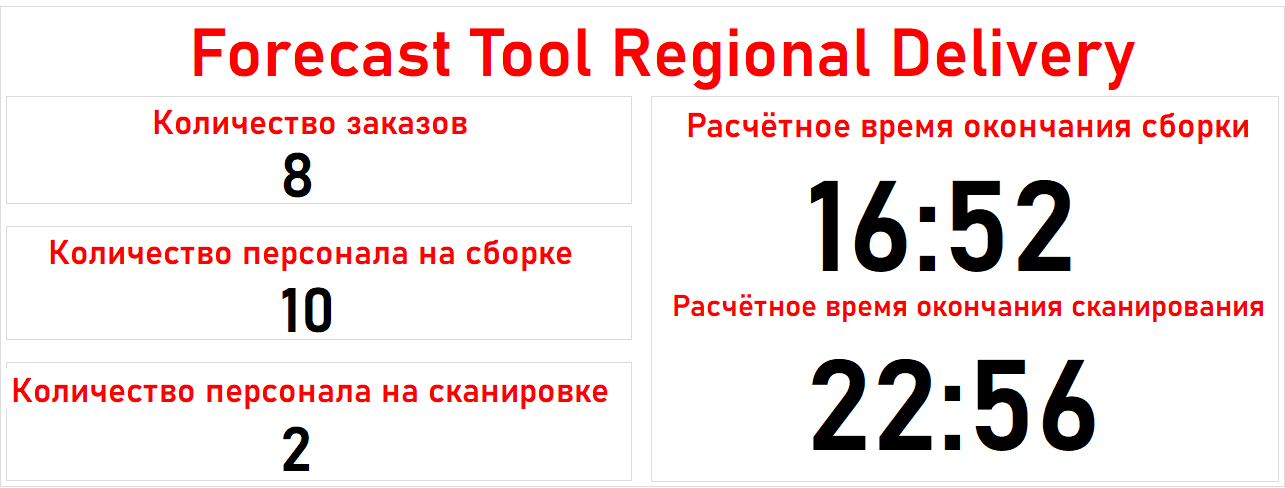 Forecast Tool Regional Delivery
Количество заказов
8
Количество персонала на сборке
10
Количество персонала на сканировке
2
Расчётное время окончания сборки
16:52
Расчётное время окончания сканирования
22:56